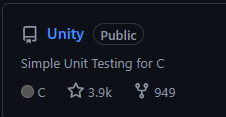 Unity Public
Simple Unit Testing for C
C 3.9k 949